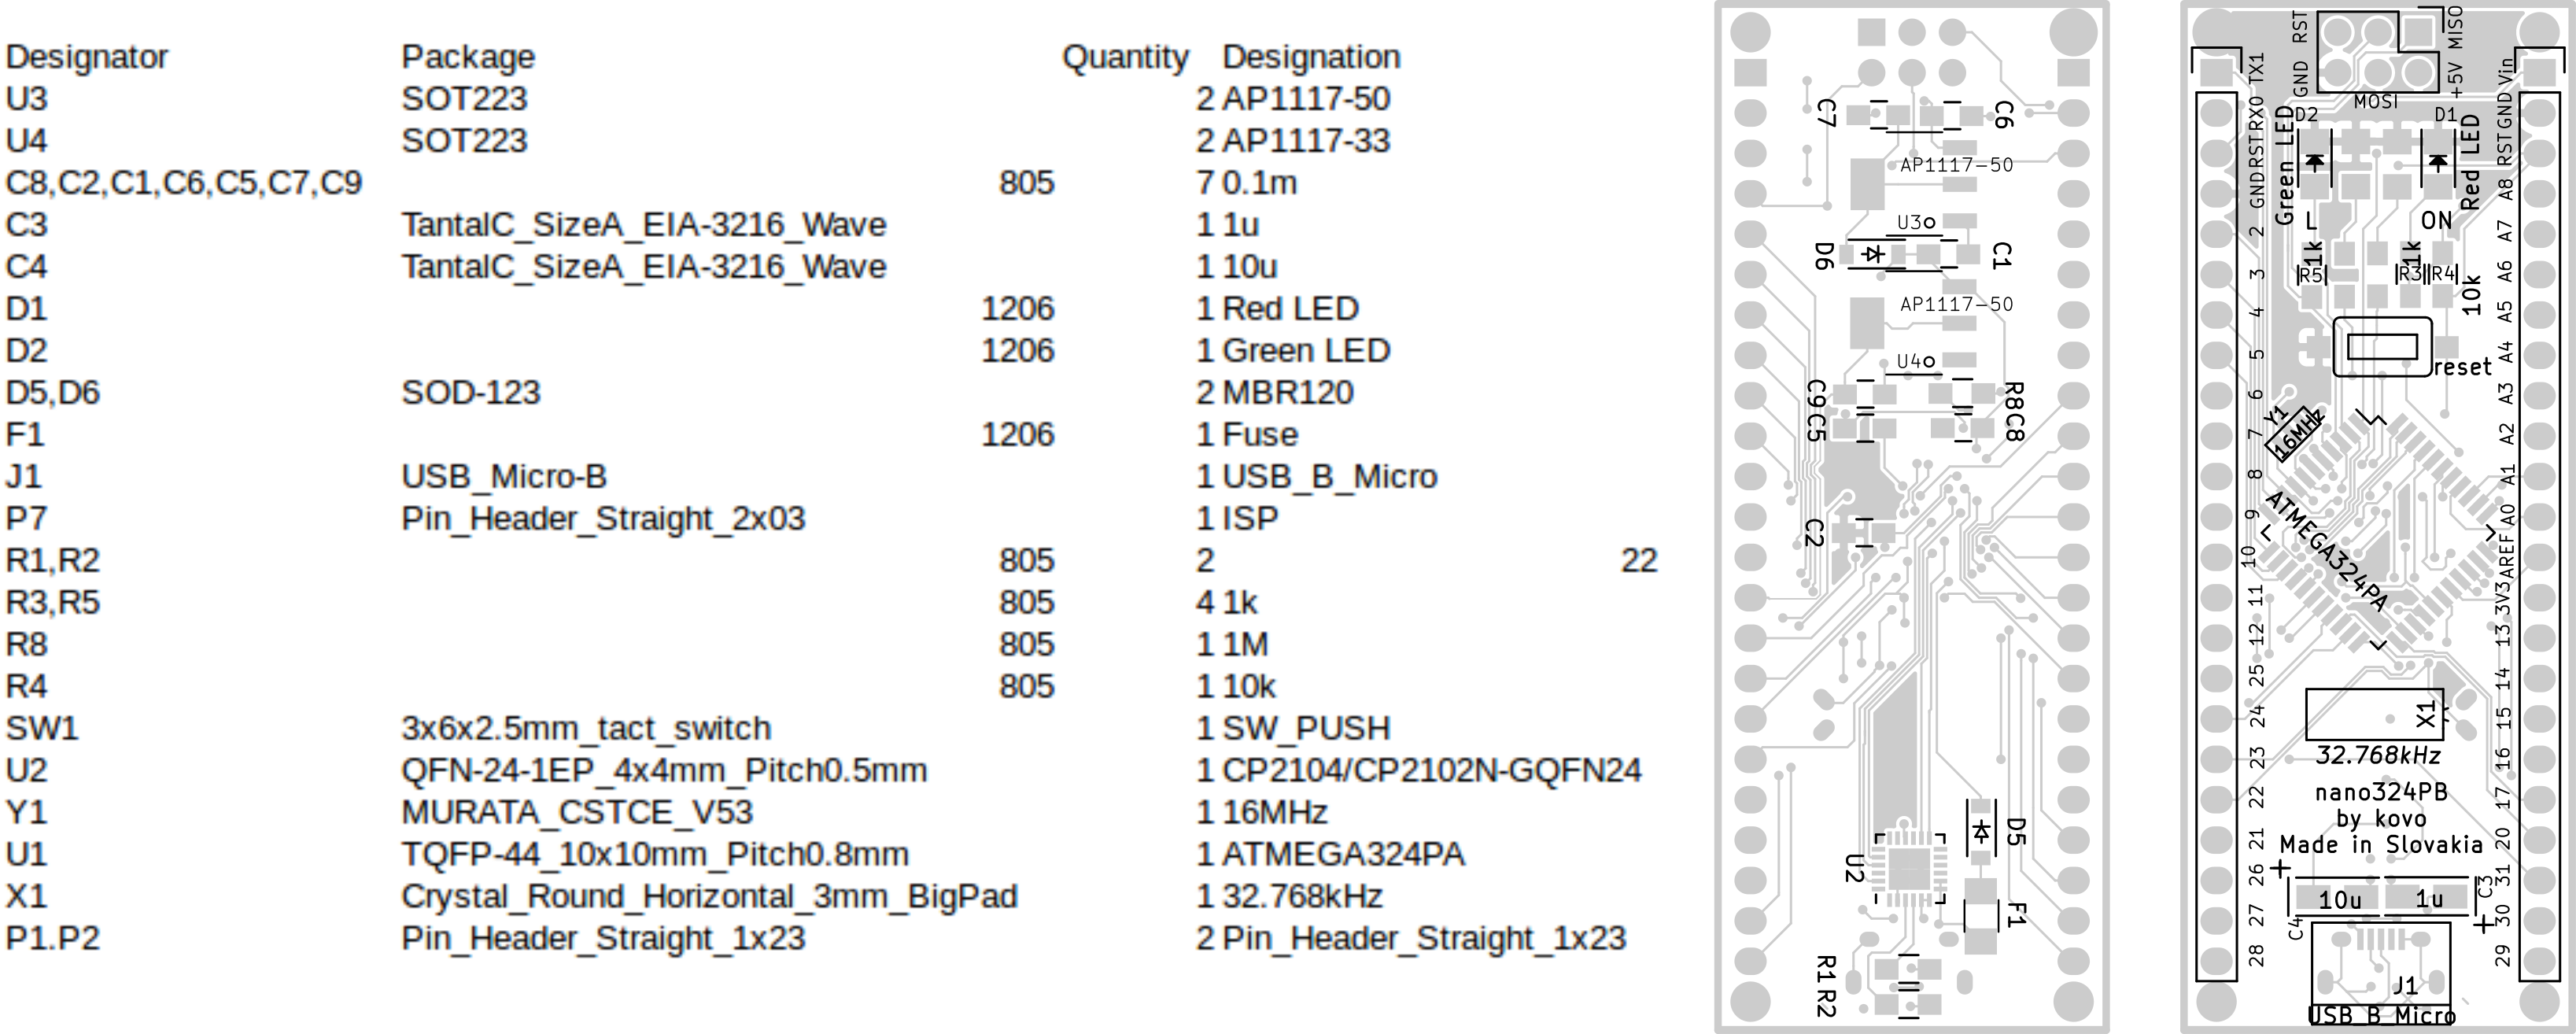 Designator Package Quantity Designation
U3 SOT223 2 AP1117-50
U4 SOT223 2 AP1117-33
C8,C2,C1,C6,C5,C7,C9 805 7 0.1m
C3 TantalC_SizeA_EIA-3216_Wave 1 1u
C4 TantalC_SizeA_EIA-3216_Wave 1 10u
D1 1206 1 Red LED
D2 1206 1 Green LED
D5,D6 SOD-123 2 MBR120
F1 1206 1 Fuse
J1 USB_Micro-B 1 USB_B_Micro
P7 Pin_Header_Straight_2x03 1 ISP
R1,R2 805 2 22
R3,R5 805 4 1k
R8 805 1 1M
R4 805 1 10k
SW1 3x6x2.5mm_tact_switch 1 SW_PUSH
U2 QFN-24-1EP_4x4mm_Pitch0.5mm 1 CP2104/CP2102N-GQFN24
Y1 MURATA_CSTCE_V53 1 16MHz
U1 TQFP-44_10x10mm_Pitch0.8mm 1 ATMEGA324PA
X1 Crystal_Round_Horizontal_3mm_BigPad 1 32.768kHz
P1.P2 Pin_Header_Straight_1x23 2 Pin_Header_Straight_1x23
C7 C6
AP1117-50
U3
D6 C1
AP1117-50
U4
C9 R8
C5 C8
C2
D5
U2
F1
R1 R2
RST MISO
GND +5V
MOSI
TX1 Vin
RX0 GND
RST RST
GND A8
2 A7
3 A6
4 A5
5 A4
6 A3
7 A2
8 A1
9 A0
10 AREF
11 3V3
12 13
25 14
24 15
23 16
22 17
21 20
26 31
27 30
28 29
D2 D1
Green LED Red LED
L ON
1k 1k
R5 R3 R4
10k
reset
Y1
16MHz
ATMEGA324PA
X1
32.768kHz
nano324PB
by kovo
Made in Slovakia
+
10u 1u
C4 C3
+
J1
USB_B_Micro